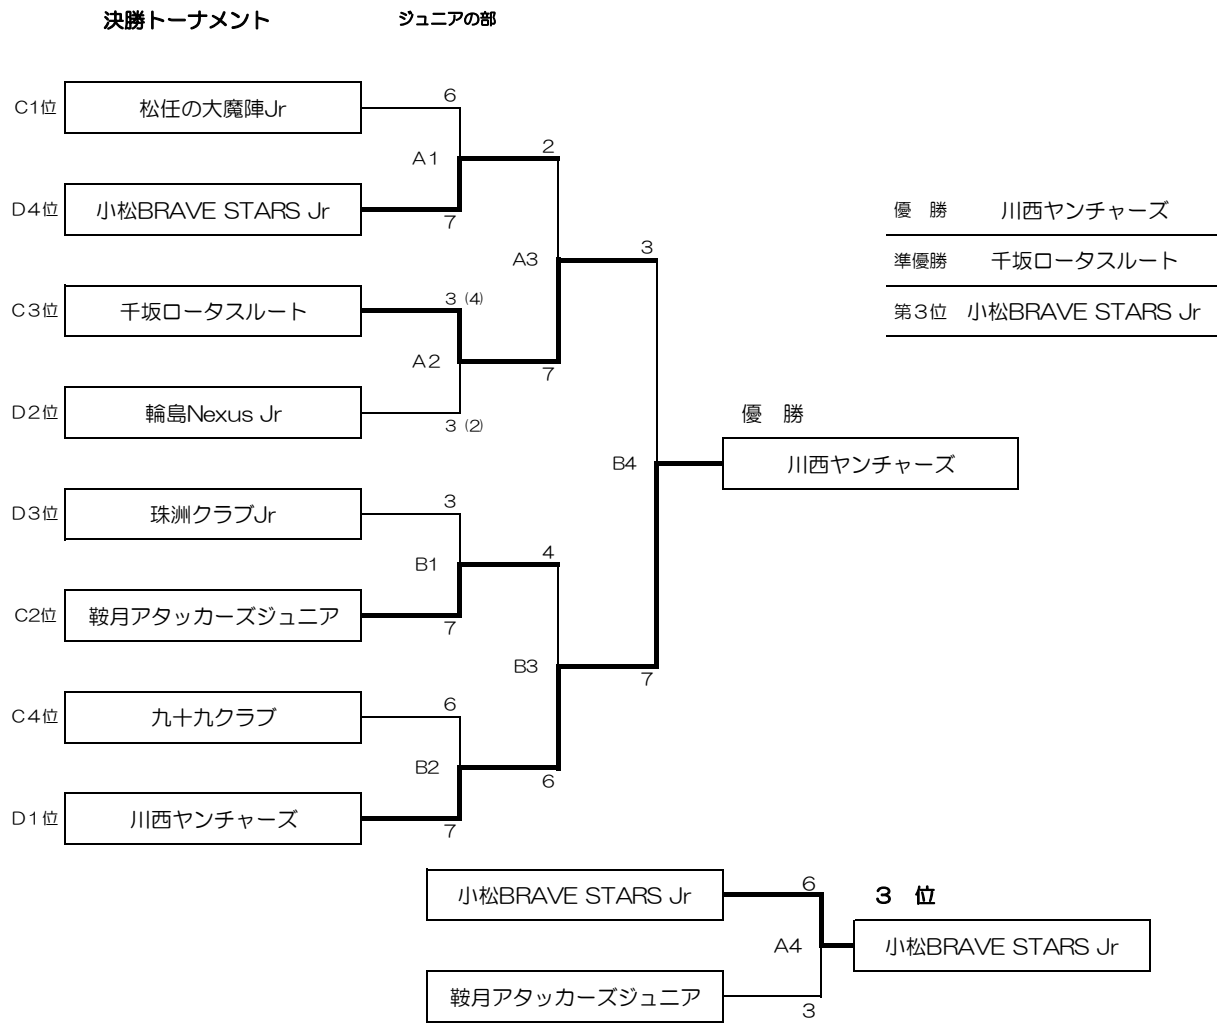 決勝トーナメント ジュニアの部
6
C1位 松任の大魔陣Jr
2
A1
D4位 小松BRAVE STARS Jr
7
優 勝 川西ヤンチャーズ
3
A3
準優勝 千坂ロータスルート
3 (4)
C3位 千坂ロータスルート
第3位 小松BRAVE STARS Jr
A2
7
D2位 輪島Nexus Jr
優 勝
3 (2)
B4
川西ヤンチャーズ
3
D3位 珠洲クラブJr
4
B1
C2位 鞍月アタッカーズジュニア
7
B3
7
6
C4位 九十九クラブ
B2
6
D1位 川西ヤンチャーズ
7
6
3 位
小松BRAVE STARS Jr
A4
小松BRAVE STARS Jr
鞍月アタッカーズジュニア
3